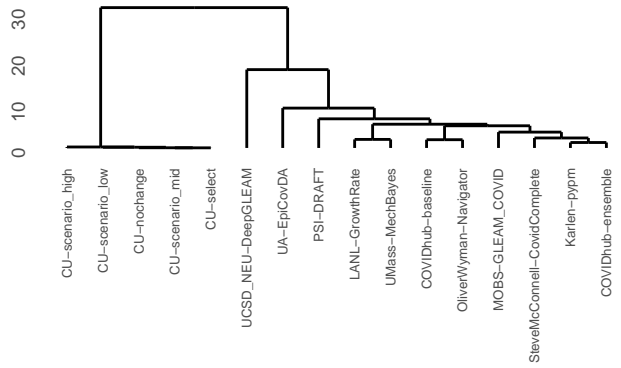 30
20
10
0
CU−scenario_high
CU−scenario_low
CU−nochange
CU−scenario_mid
CU−select
UCSD_NEU−DeepGLEAM
UA−EpiCovDA
PSI−DRAFT
LANL−GrowthRate
UMass−MechBayes
COVIDhub−baseline
OliverWyman−Navigator
MOBS−GLEAM_COVID
SteveMcConnell−CovidComplete
Karlen−pypm
COVIDhub−ensemble